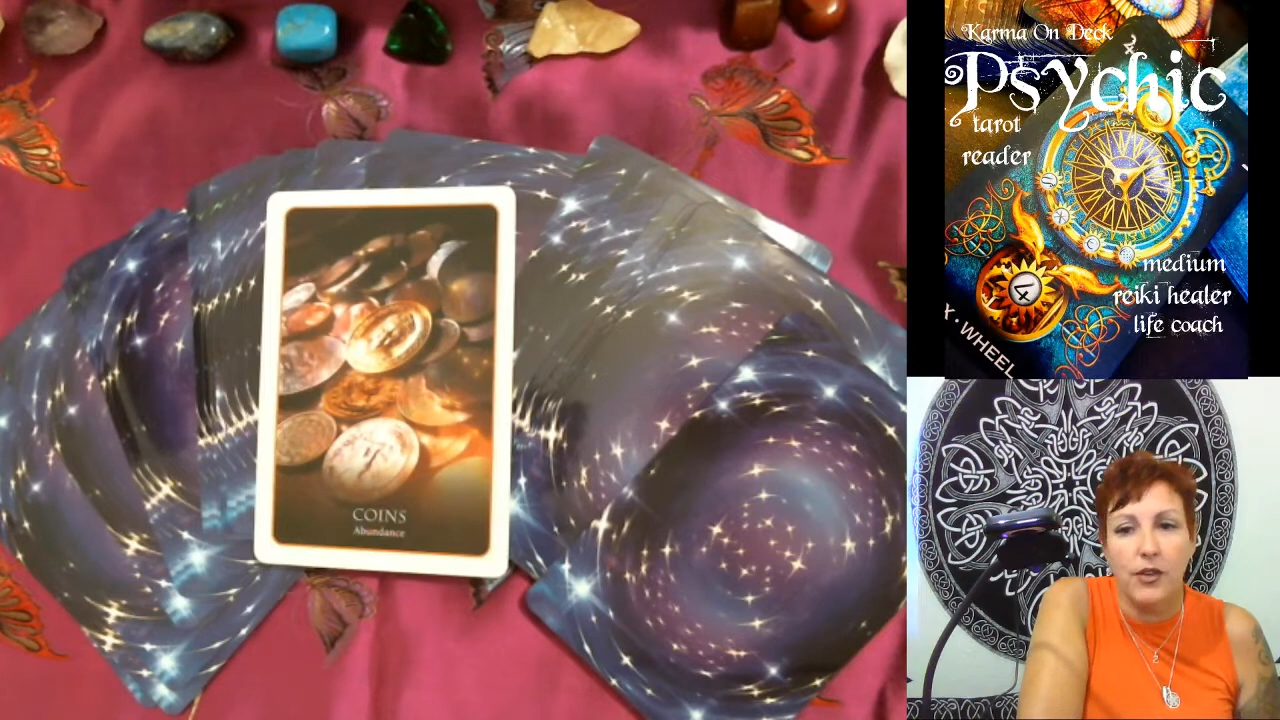 COINS
Abundance
Karma On Deck
Psychic
tarot
reader
medium
reiki healer
life coach
X • WHEEL